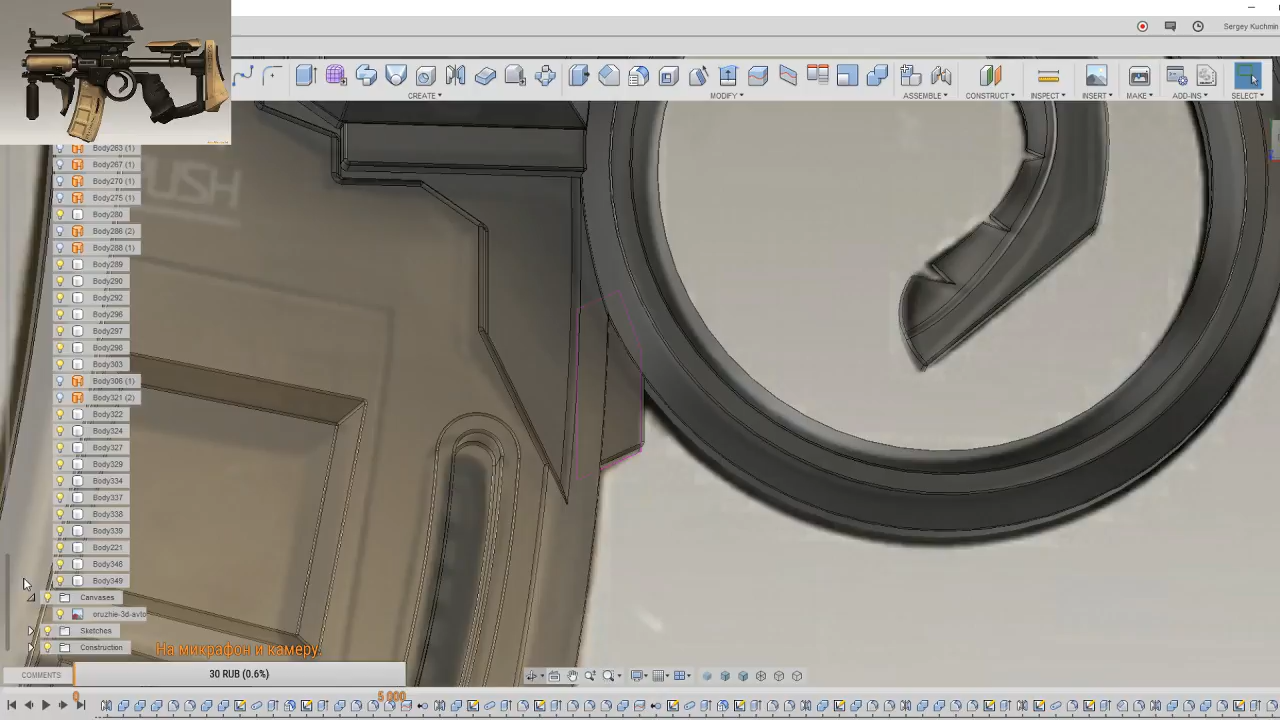 Sergey Kuchmin
CREATE
MODIFY
ASSEMBLE
CONSTRUCT
INSPECT
INSERT
MAKE
ADD-INS
SELECT
Body263 (1)
Body267 (1)
Body270 (1)
Body275 (1)
Body280
Body286 (2)
Body288 (1)
Body289
Body290
Body292
Body296
Body297
Body298
Body303
Body306 (1)
Body321 (2)
Body322
Body324
Body327
Body329
Body334
Body337
Body338
Body339
Body221
Body346
Body349
Canvases
oruzhie-3d-avto
Sketches
Construction
На микрофон и камеру
COMMENTS
30 RUB (0.6%)
0
5 000